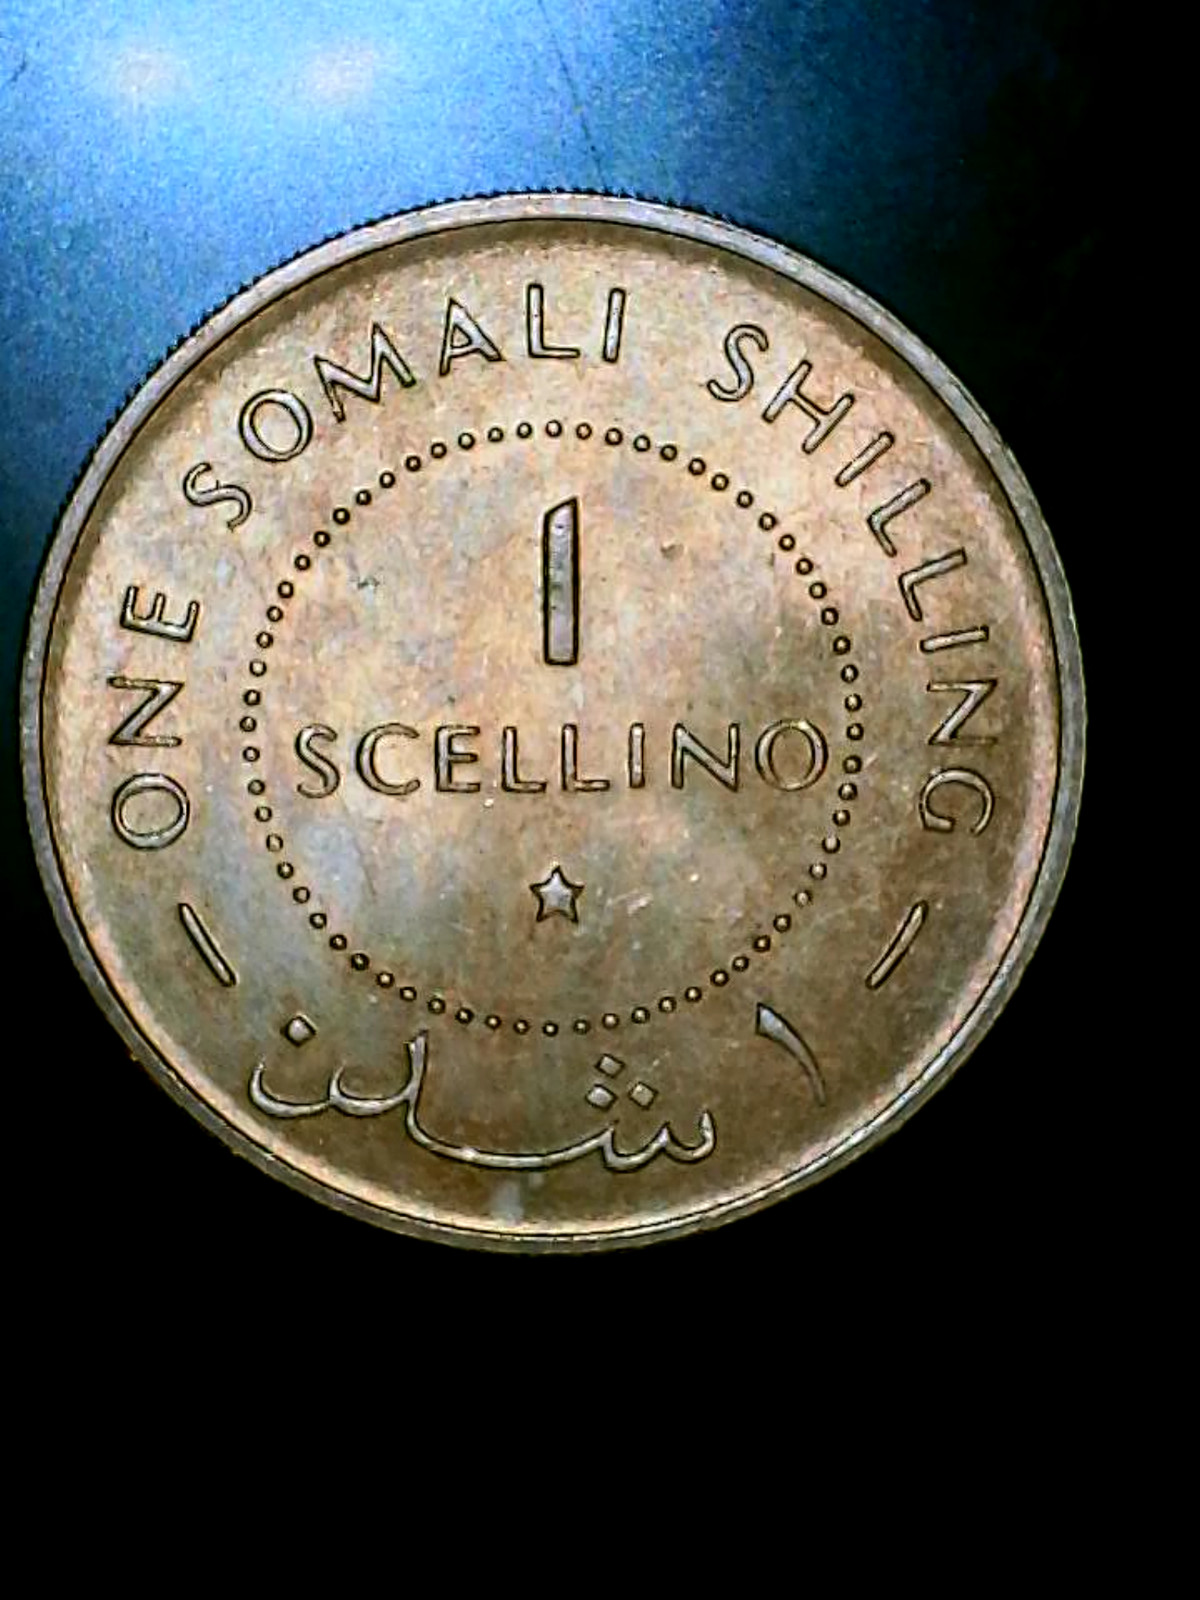 ONE SOMALI SHILLING
1
SCELLINO
١ شلن